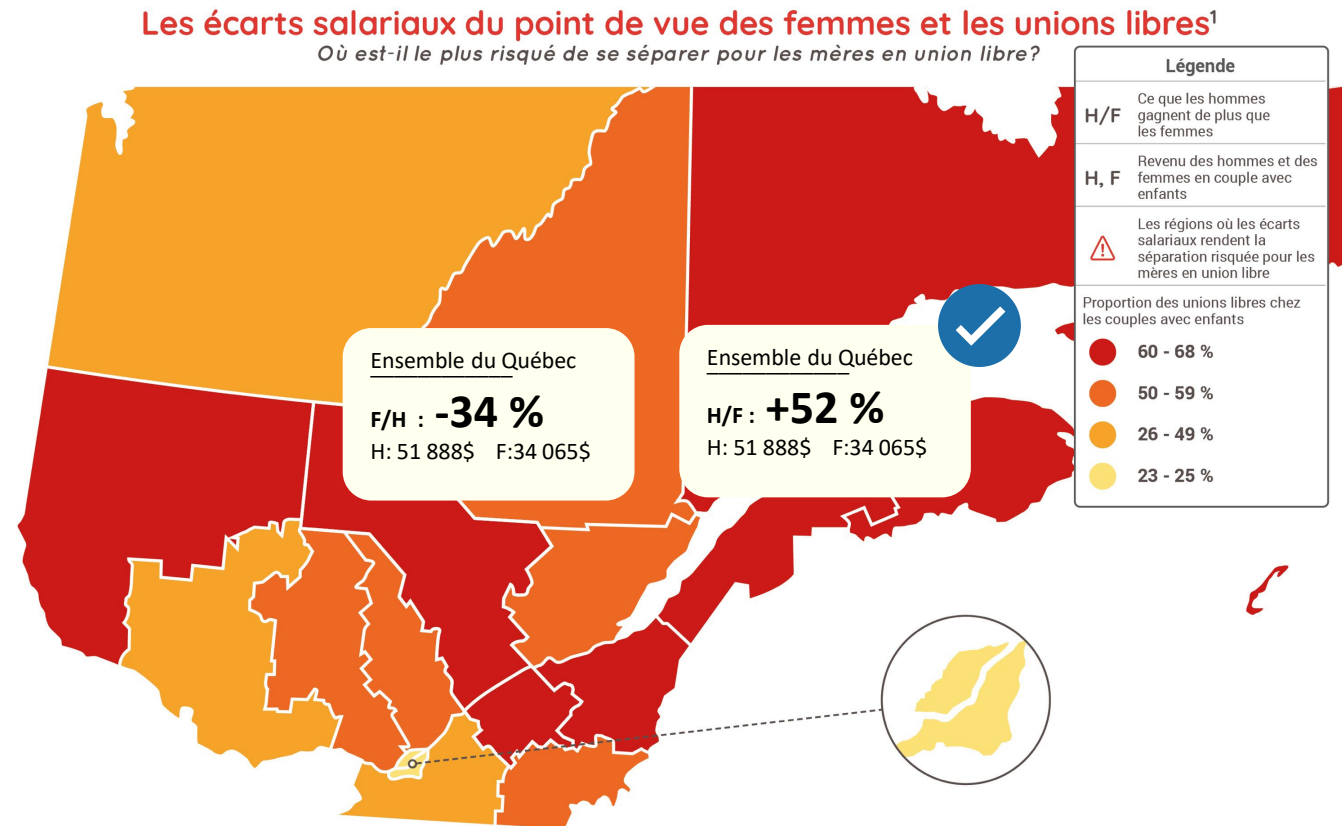 Les écarts salariaux du point de vue des femmes et les unions libres¹
Où est-il le plus risqué de se séparer pour les mères en union libre?
Légende
H/F
Ce que les hommes
gagnent de plus que
les femmes
H, F
Revenu des hommes et des
femmes en couple avec
enfants
Les régions où les écarts
salariaux rendent la
séparation risquée pour les
mères en union libre
Proportion des unions libres chez
les couples avec enfants
60 - 68 %
50 - 59 %
26 - 49 %
23 - 25 %
Ensemble du Québec
F/H : -34 %
H: 51 888$ F:34 065$
Ensemble du Québec
H/F : +52 %
H: 51 888$ F:34 065$